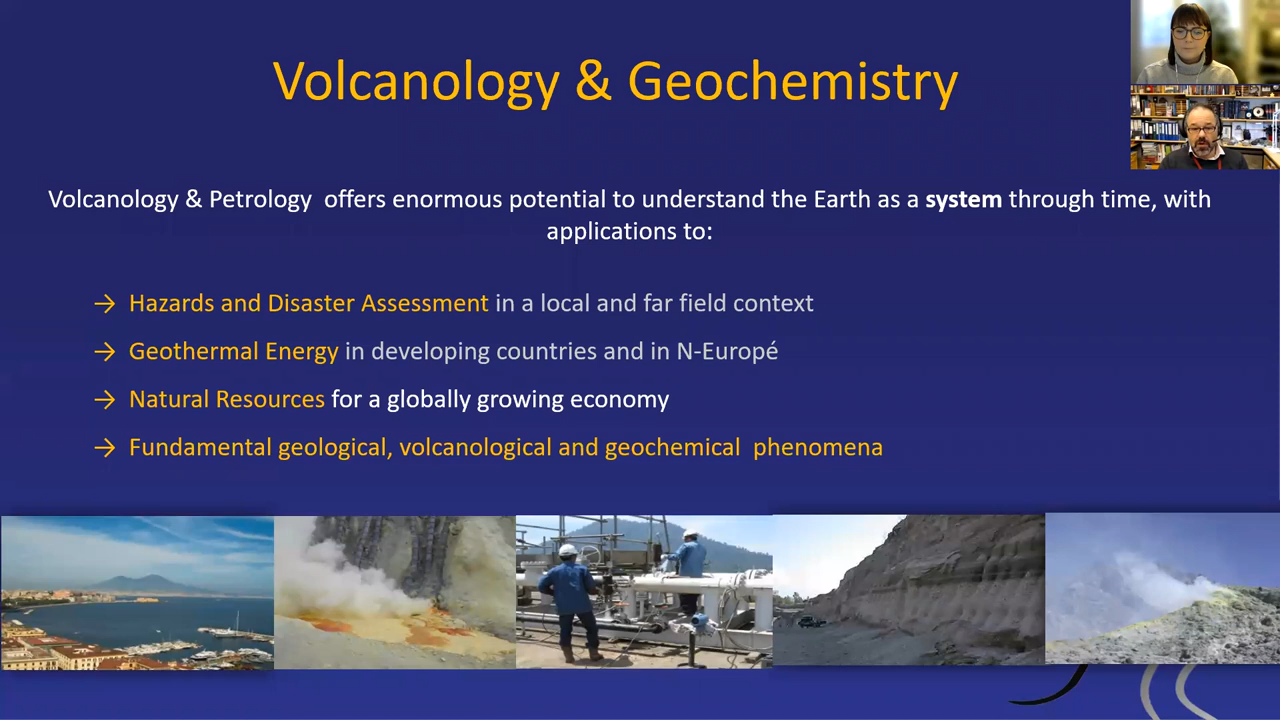 Volcanology & Geochemistry
Volcanology & Petrology offers enormous potential to understand the Earth as a system through time, with
applications to:
→ Hazards and Disaster Assessment in a local and far field context
→ Geothermal Energy in developing countries and in N-Europé
→ Natural Resources for a globally growing economy
→ Fundamental geological, volcanological and geochemical phenomena